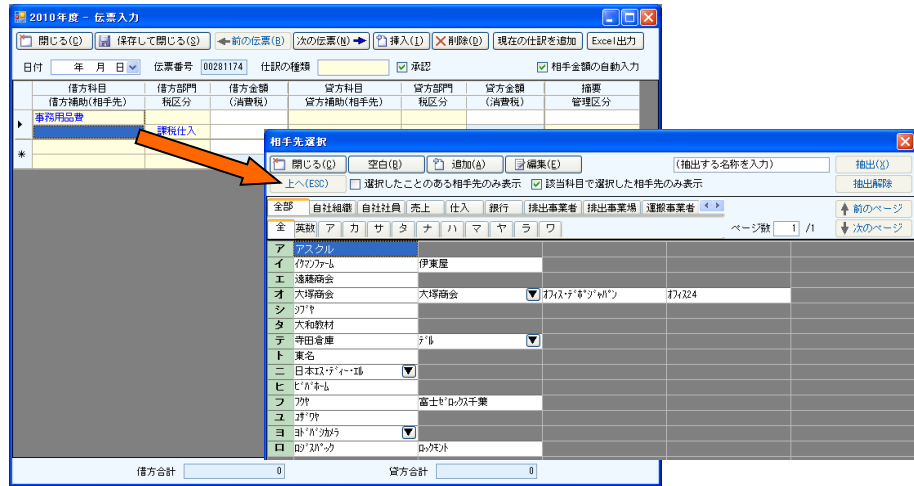 2010年度 - 伝票入力
閉じる(C) 保存して閉じる(S) 前の伝票(B) 次の伝票(N) 挿入(I) 削除(D) 現在の仕訳を追加 Excel出力
日付 年 月 日 伝票番号 00281174 仕訳の種類 承認 相手金額の自動入力
借方科目 借方部門 借方金額 貸方科目 貸方部門 貸方金額 摘要
借方補助(相手先) 税区分 (消費税) 貸方補助(相手先) 税区分 (消費税) 管理区分
事務用品費
課税仕入
相手先選択
閉じる(C) 空白(B) 追加(A) 編集(E) (抽出する名称を入力) 抽出(X)
上へ(ESC) 選択したことのある相手先のみ表示 該当科目で選択した相手先のみ表示 抽出解除
全部 自社組織 自社社員 売上 仕入 銀行 排出事業者 排出事業場 運搬事業者 前のページ
全 英数 ア カ サ タ ナ ハ マ ヤ ラ ワ ページ数 1 /1 次のページ
ア アスクル
イ ｲｹﾏﾝﾌｧｰﾑ 伊東屋
エ 遠藤商会
オ 大塚商会 大塚商会 ｵﾌｨｽ･ﾃﾞﾎﾟｼﾞｬﾊﾟﾝ ｵﾌｨｽ24
シ ｼﾌﾞﾔ
タ 大和教材
テ 寺田倉庫 ﾃﾞﾙ
ト 東名
ニ 日本ｴｽ･ﾃﾞｨｰ･ｴﾙ
ヒ ﾋﾞﾊﾞﾎｰﾑ
フ ﾌｸﾔ 富士ｾﾞﾛｯｸｽ千葉
ユ ﾕｻﾞﾜﾔ
ヨ ﾖﾄﾞﾊﾞｼｶﾒﾗ
ロ ﾛｼﾞｽﾊﾟｯｸ ﾛｯｸﾓﾝﾄ
借方合計 0 貸方合計 0